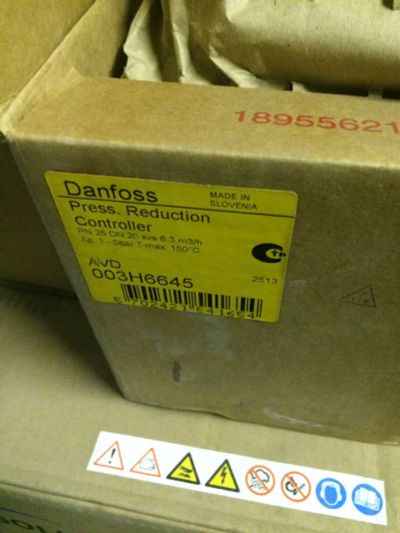 18955621
Danfoss
MADE IN
SLOVENIA
Press. Reduction
Controller
PN 25 DN 20 kvs 6.3 m3/h
Δp: 1 - 5bar T-max: 150°C
AVD
003H6645
2513